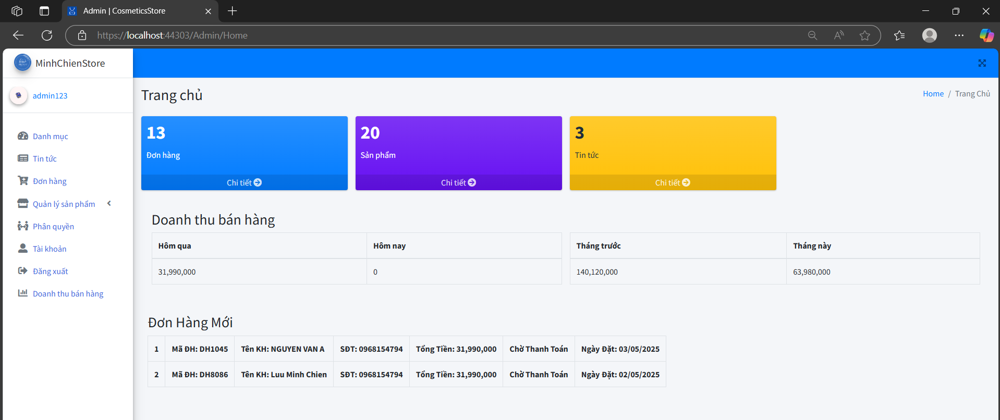 Admin | CosmeticsStore
https://localhost:44303/Admin/Home
MinhChienStore
admin123
Danh mục
Tin tức
Đơn hàng
Quản lý sản phẩm
Phân quyền
Tài khoản
Đăng xuất
Doanh thu bán hàng
Trang chủ
Home / Trang Chủ
13
Đơn hàng
Chi tiết
20
Sản phẩm
Chi tiết
3
Tin tức
Chi tiết
Doanh thu bán hàng
Hôm qua Hôm nay Tháng trước Tháng này
31,990,000 0 140,120,000 63,980,000
Đơn Hàng Mới
1 Mã ĐH: DH1045 Tên KH: NGUYEN VAN A SĐT: 0968154794 Tổng Tiền: 31,990,000 Chờ Thanh Toán Ngày Đặt: 03/05/2025
2 Mã ĐH: DH8086 Tên KH: Luu Minh Chien SĐT: 0968154794 Tổng Tiền: 31,990,000 Chờ Thanh Toán Ngày Đặt: 02/05/2025